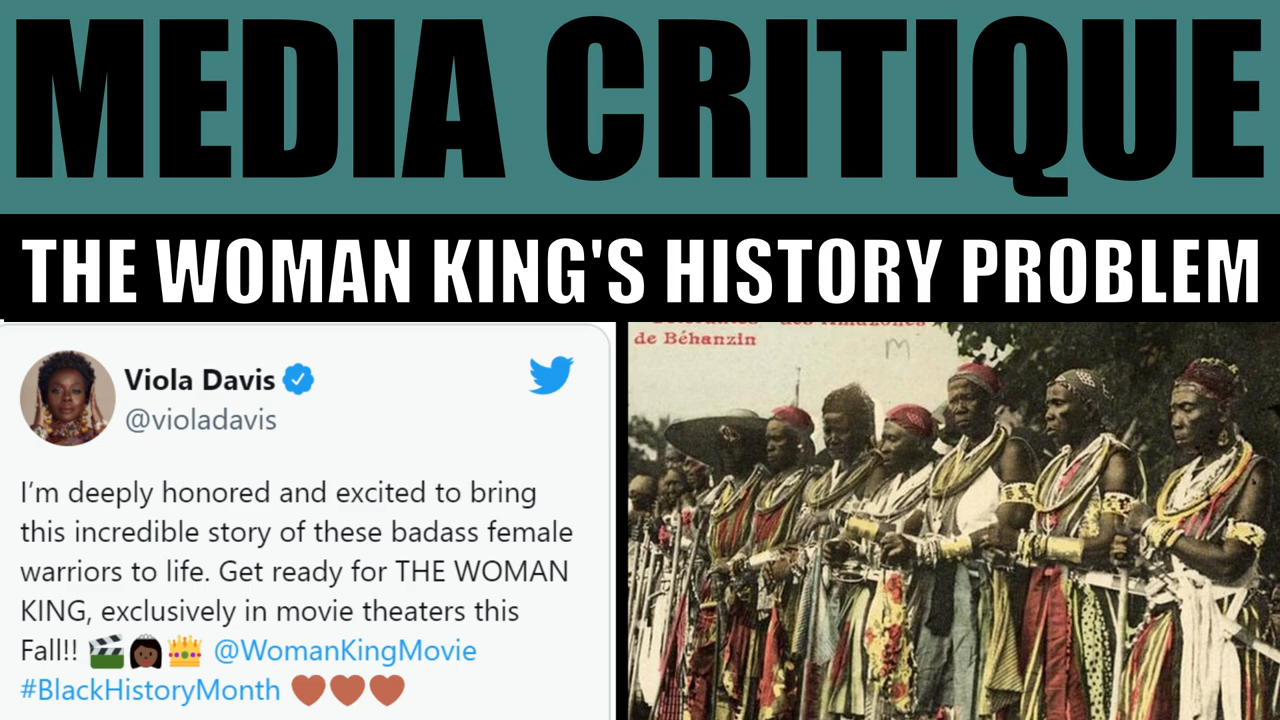 MEDIA CRITIQUE
THE WOMAN KING'S HISTORY PROBLEM
Viola Davis
@violadavis
I'm deeply honored and excited to bring
this incredible story of these badass female
warriors to life. Get ready for THE WOMAN
KING, exclusively in movie theaters this
Fall!! 🎬👸🏿👑 @WomanKingMovie
#BlackHistoryMonth ♥️♥️♥️
des Amazones
de Béhanzin
m